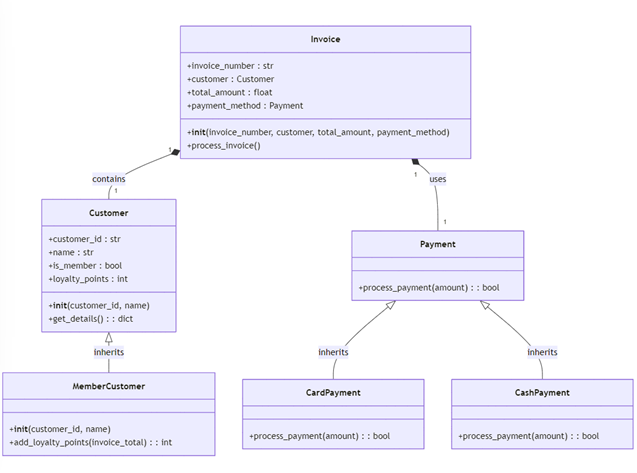 Invoice
+invoice_number : str
+customer : Customer
+total_amount : float
+payment_method : Payment
+init(invoice_number, customer, total_amount, payment_method)
+process_invoice()
1
contains
1
1
uses
1
Customer
+customer_id : str
+name : str
+is_member : bool
+loyalty_points : int
+init(customer_id, name)
+get_details() : : dict
Payment
+process_payment(amount) : : bool
inherits
inherits
inherits
MemberCustomer
+init(customer_id, name)
+add_loyalty_points(invoice_total) : : int
CardPayment
+process_payment(amount) : : bool
CashPayment
+process_payment(amount) : : bool